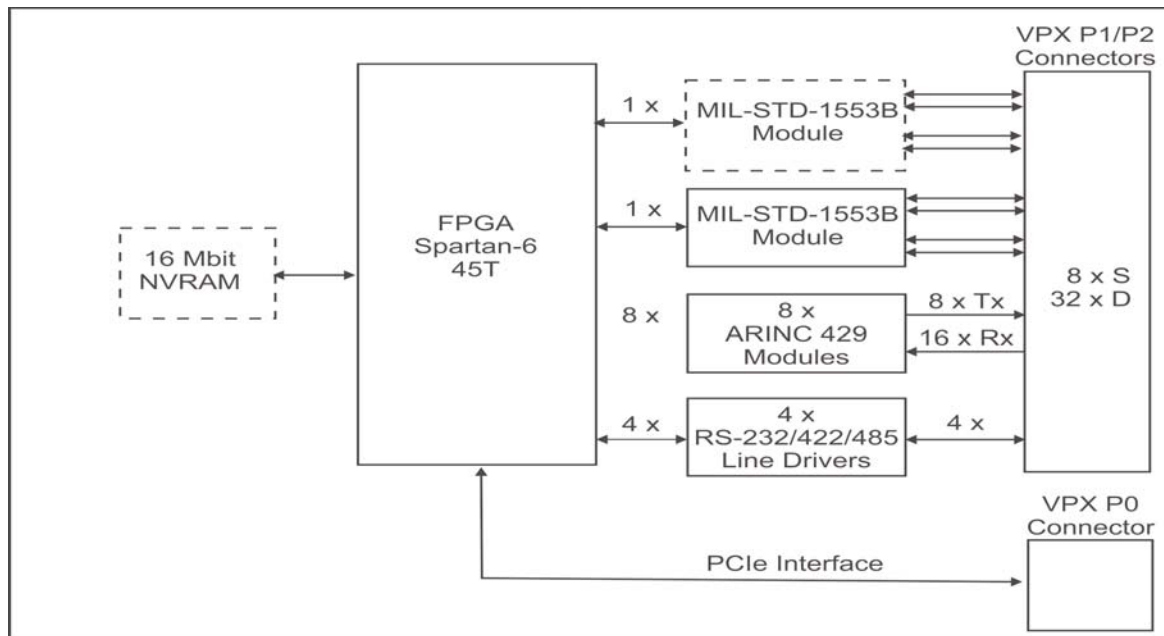 VPX P1/P2
Connectors
1 x
MIL-STD-1553B
Module
FPGA
Spartan-6
45T
1 x
MIL-STD-1553B
Module
16 Mbit
NVRAM
8 x S
32 x D
8 x
8 x
ARINC 429
Modules
8 x Tx
16 x Rx
4 x
4 x
RS-232/422/485
Line Drivers
4 x
VPX P0
Connector
PCIe Interface